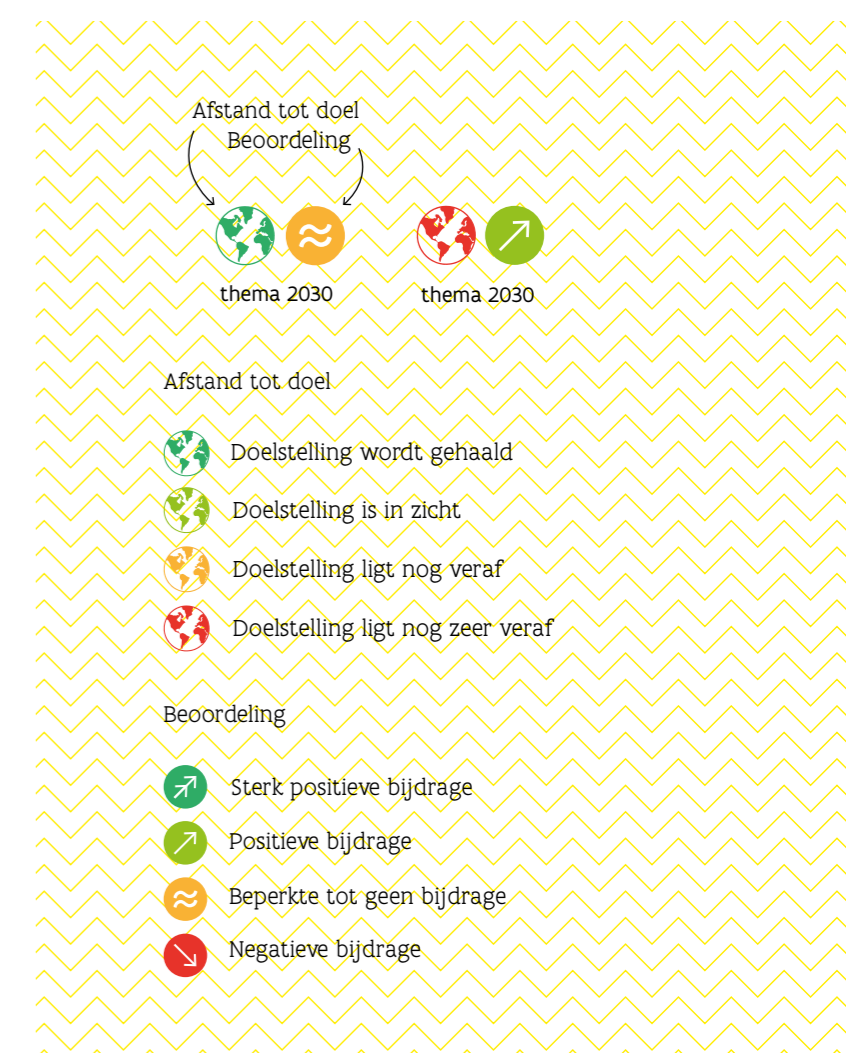 Afstand tot doel
Beoordeling
thema 2030
thema 2030
Afstand tot doel
Doelstelling wordt gehaald
Doelstelling is in zicht
Doelstelling ligt nog veraf
Doelstelling ligt nog zeer veraf
Beoordeling
Sterk positieve bijdrage
Positieve bijdrage
Beperkte tot geen bijdrage
Negatieve bijdrage